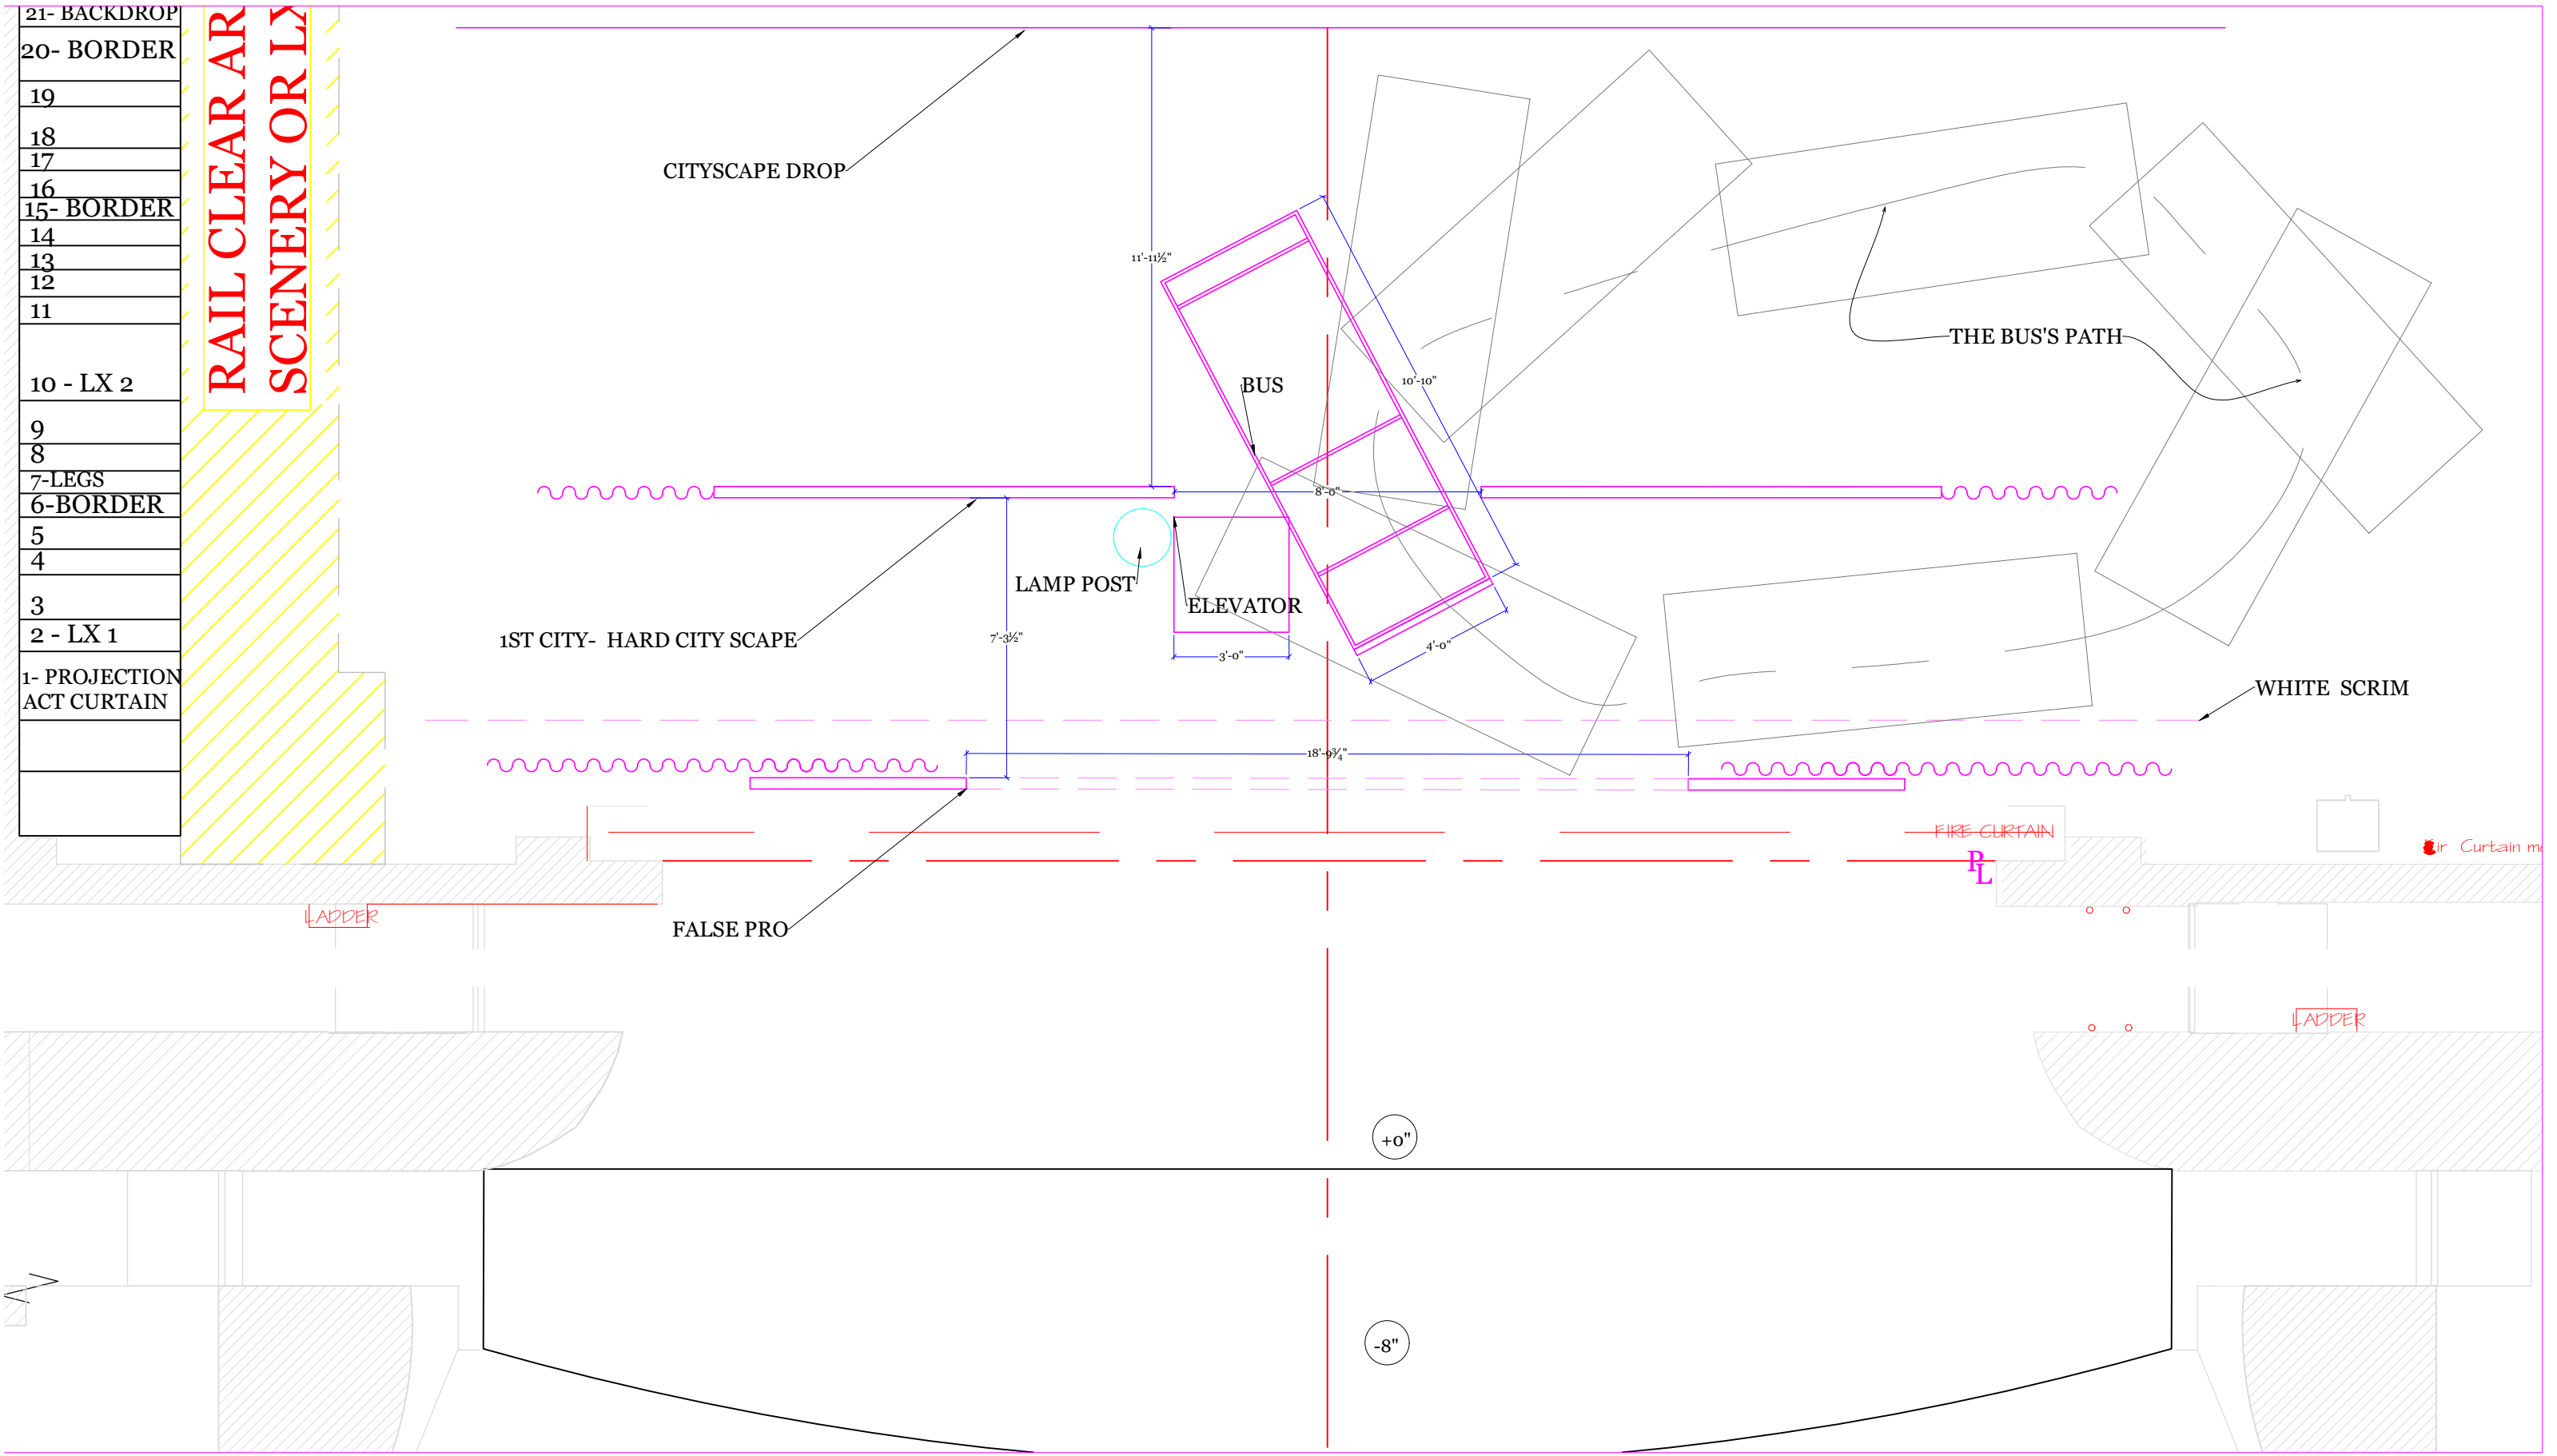 21- BACKDROP
20- BORDER
19
18
17
16
15- BORDER
14
13
12
11
10 - LX 2
9
8
7-LEGS
6-BORDER
5
4
3
2 - LX 1
1- PROJECTION
ACT CURTAIN
RAIL CLEAR AR
SCENERY OR LX
CITYSCAPE DROP
11'-11½"
10'-10"
BUS
THE BUS'S PATH
8'-0"
LAMP POST
ELEVATOR
1ST CITY- HARD CITY SCAPE
7'-3½"
3'-0"
4'-0"
WHITE SCRIM
18'-9¾"
FIRE CURTAIN
PL
Curtain
FALSE PRO
LADDER
LADDER
+0"
-8"